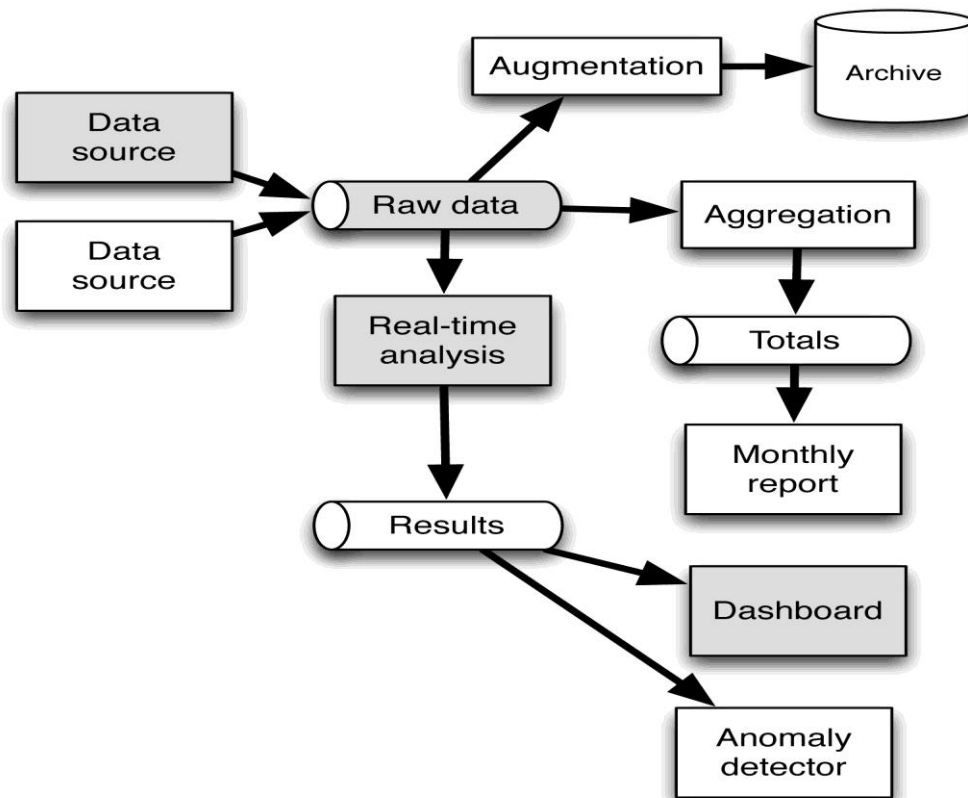 Augmentation
Archive
Data
source
Raw data
Aggregation
Data
source
Real-time
analysis
Totals
Monthly
report
Results
Dashboard
Anomaly
detector